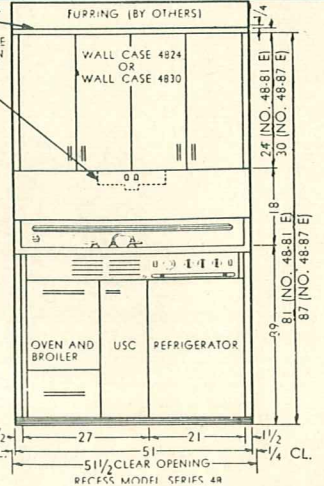 FURRING (BY OTHERS)
1/4
WALL CASE 4824
OR
WALL CASE 4830
24 (NO. 48-81 E)
30 (NO. 48-87 E)
18
81 (NO. 48-81 E)
87 (NO. 48-87 E)
39
OVEN AND
BROILER
USC
REFRIGERATOR
27
21
1 1/2
51
1/4 CL.
51 1/2 CLEAR OPENING
RECESS MODEL SERIES 48